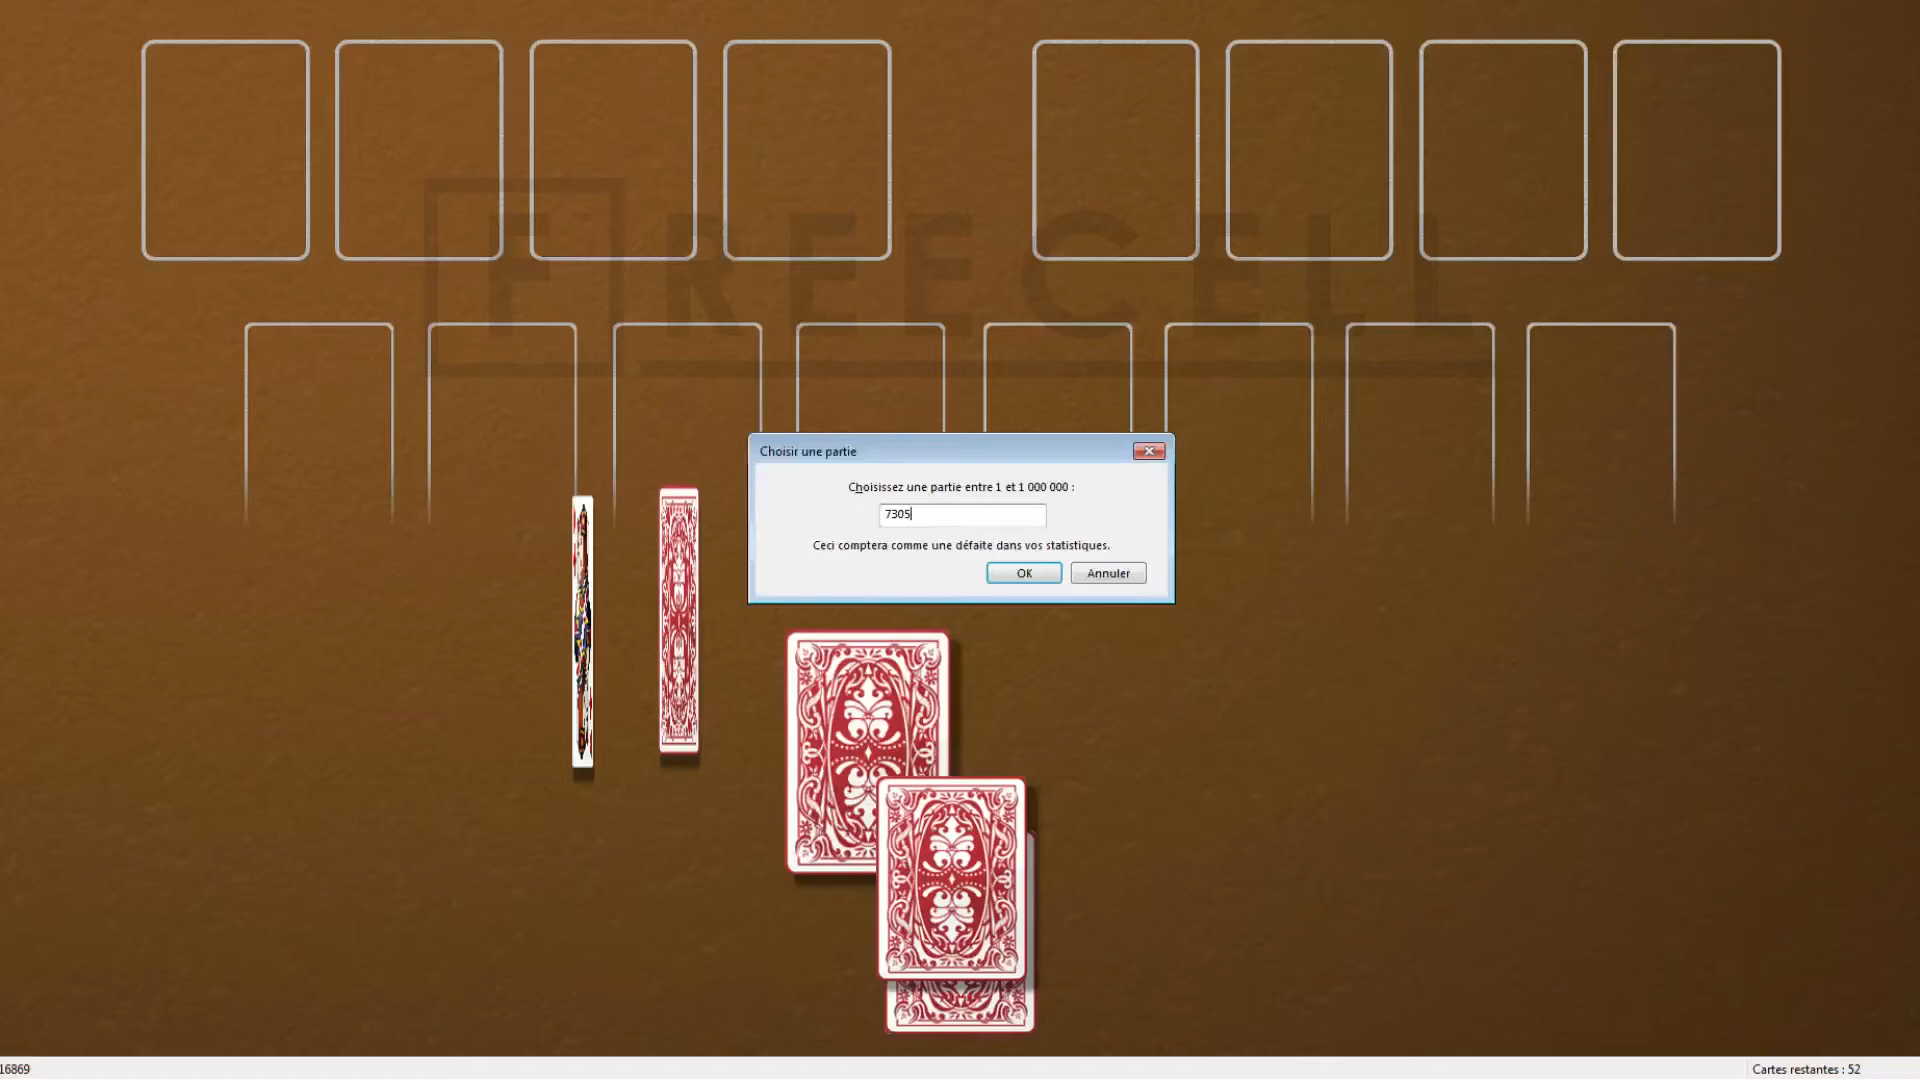 FREECELL
Choisir une partie
Choisissez une partie entre 1 et 1 000 000 :
7305
Ceci comptera comme une défaite dans vos statistiques.
OK
Annuler
16869
Cartes restantes : 52